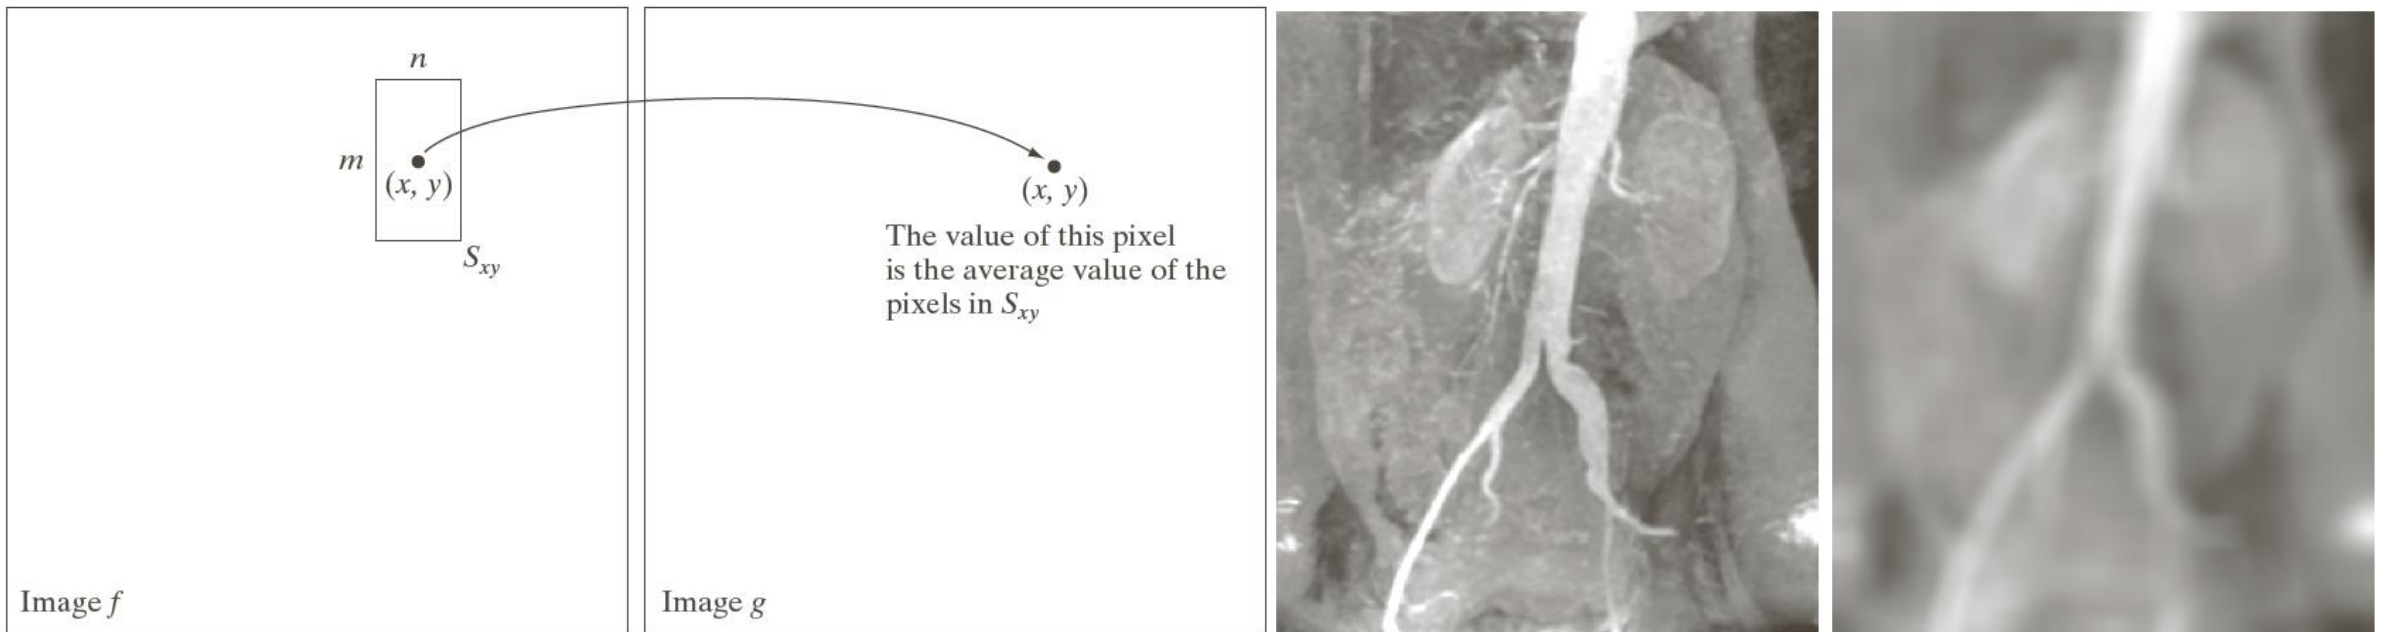 n
m
(x, y)
S_xy
(x, y)
The value of this pixel
is the average value of the
pixels in S_xy
Image f
Image g